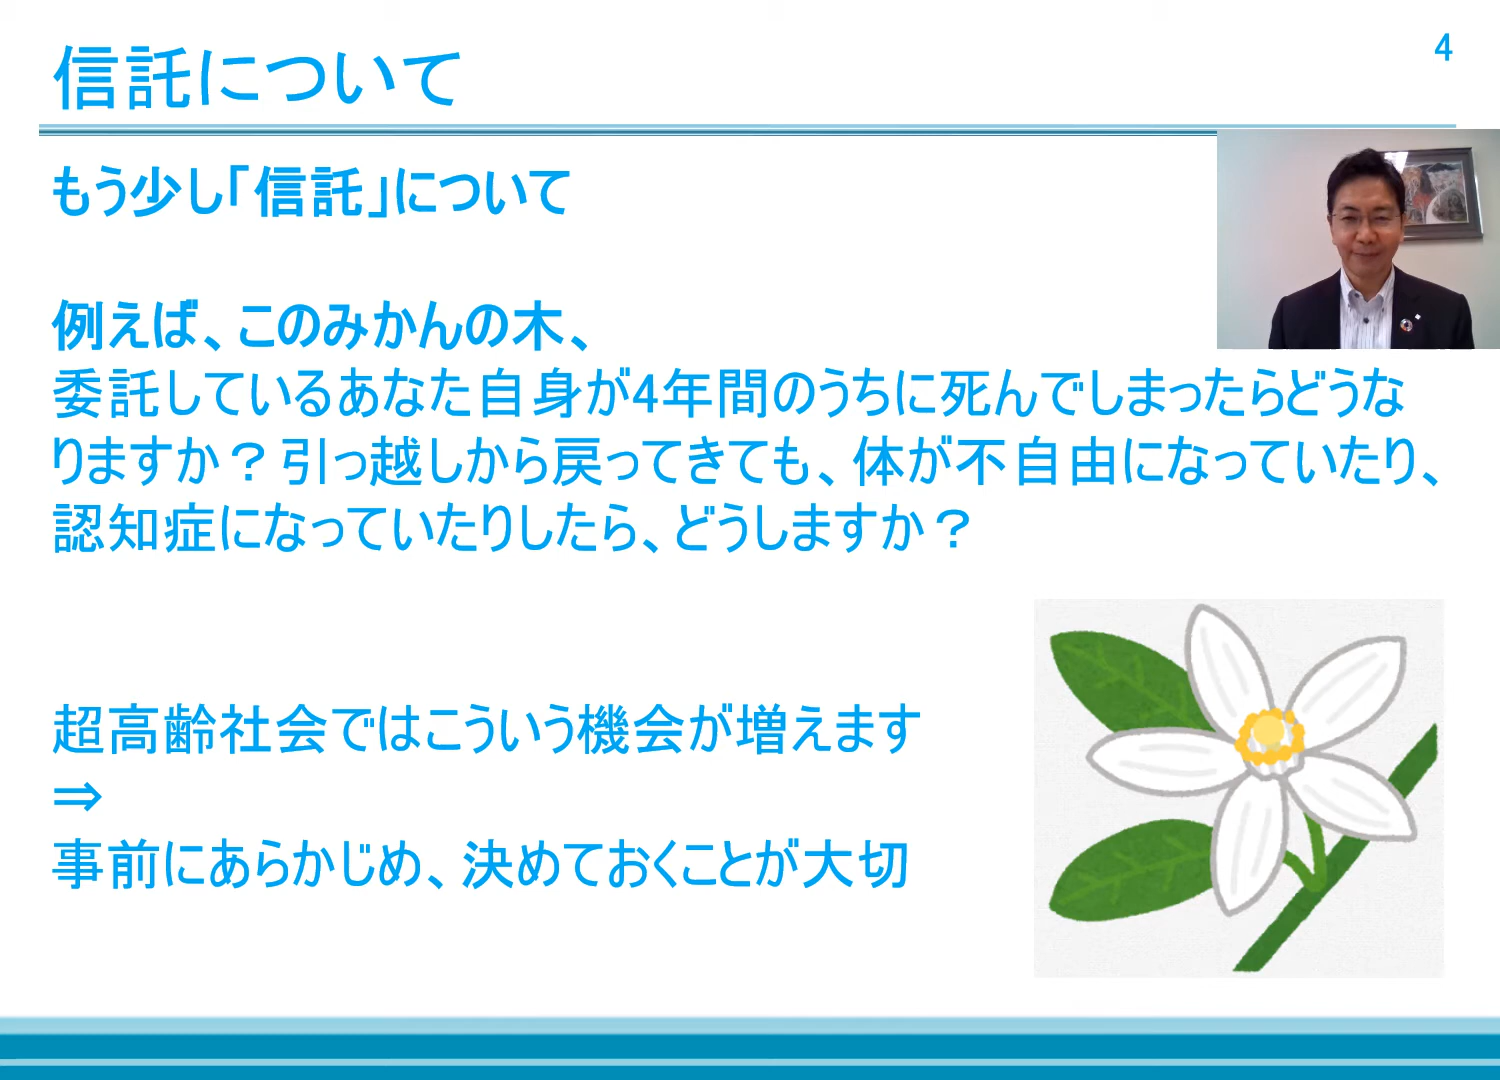 信託について
4
もう少し「信託」について
例えば、このみかんの木、
委託しているあなた自身が4年間のうちに死んでしまったらどうな
りますか？引っ越しから戻ってきても、体が不自由になっていたり、
認知症になっていたりしたら、どうしますか？
超高齢社会ではこういう機会が増えます
⇒
事前にあらかじめ、決めておくことが大切